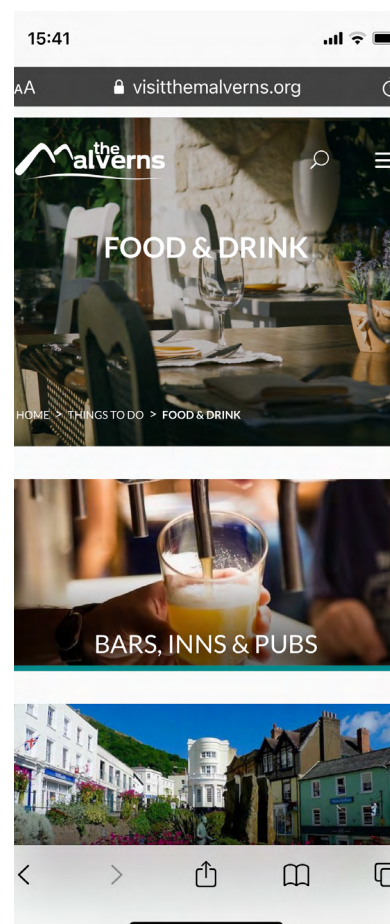 15:41
AA
visitthemalverns.org
the
Malverns
FOOD & DRINK
HOME > THINGS TO DO > FOOD & DRINK
BARS, INNS & PUBS